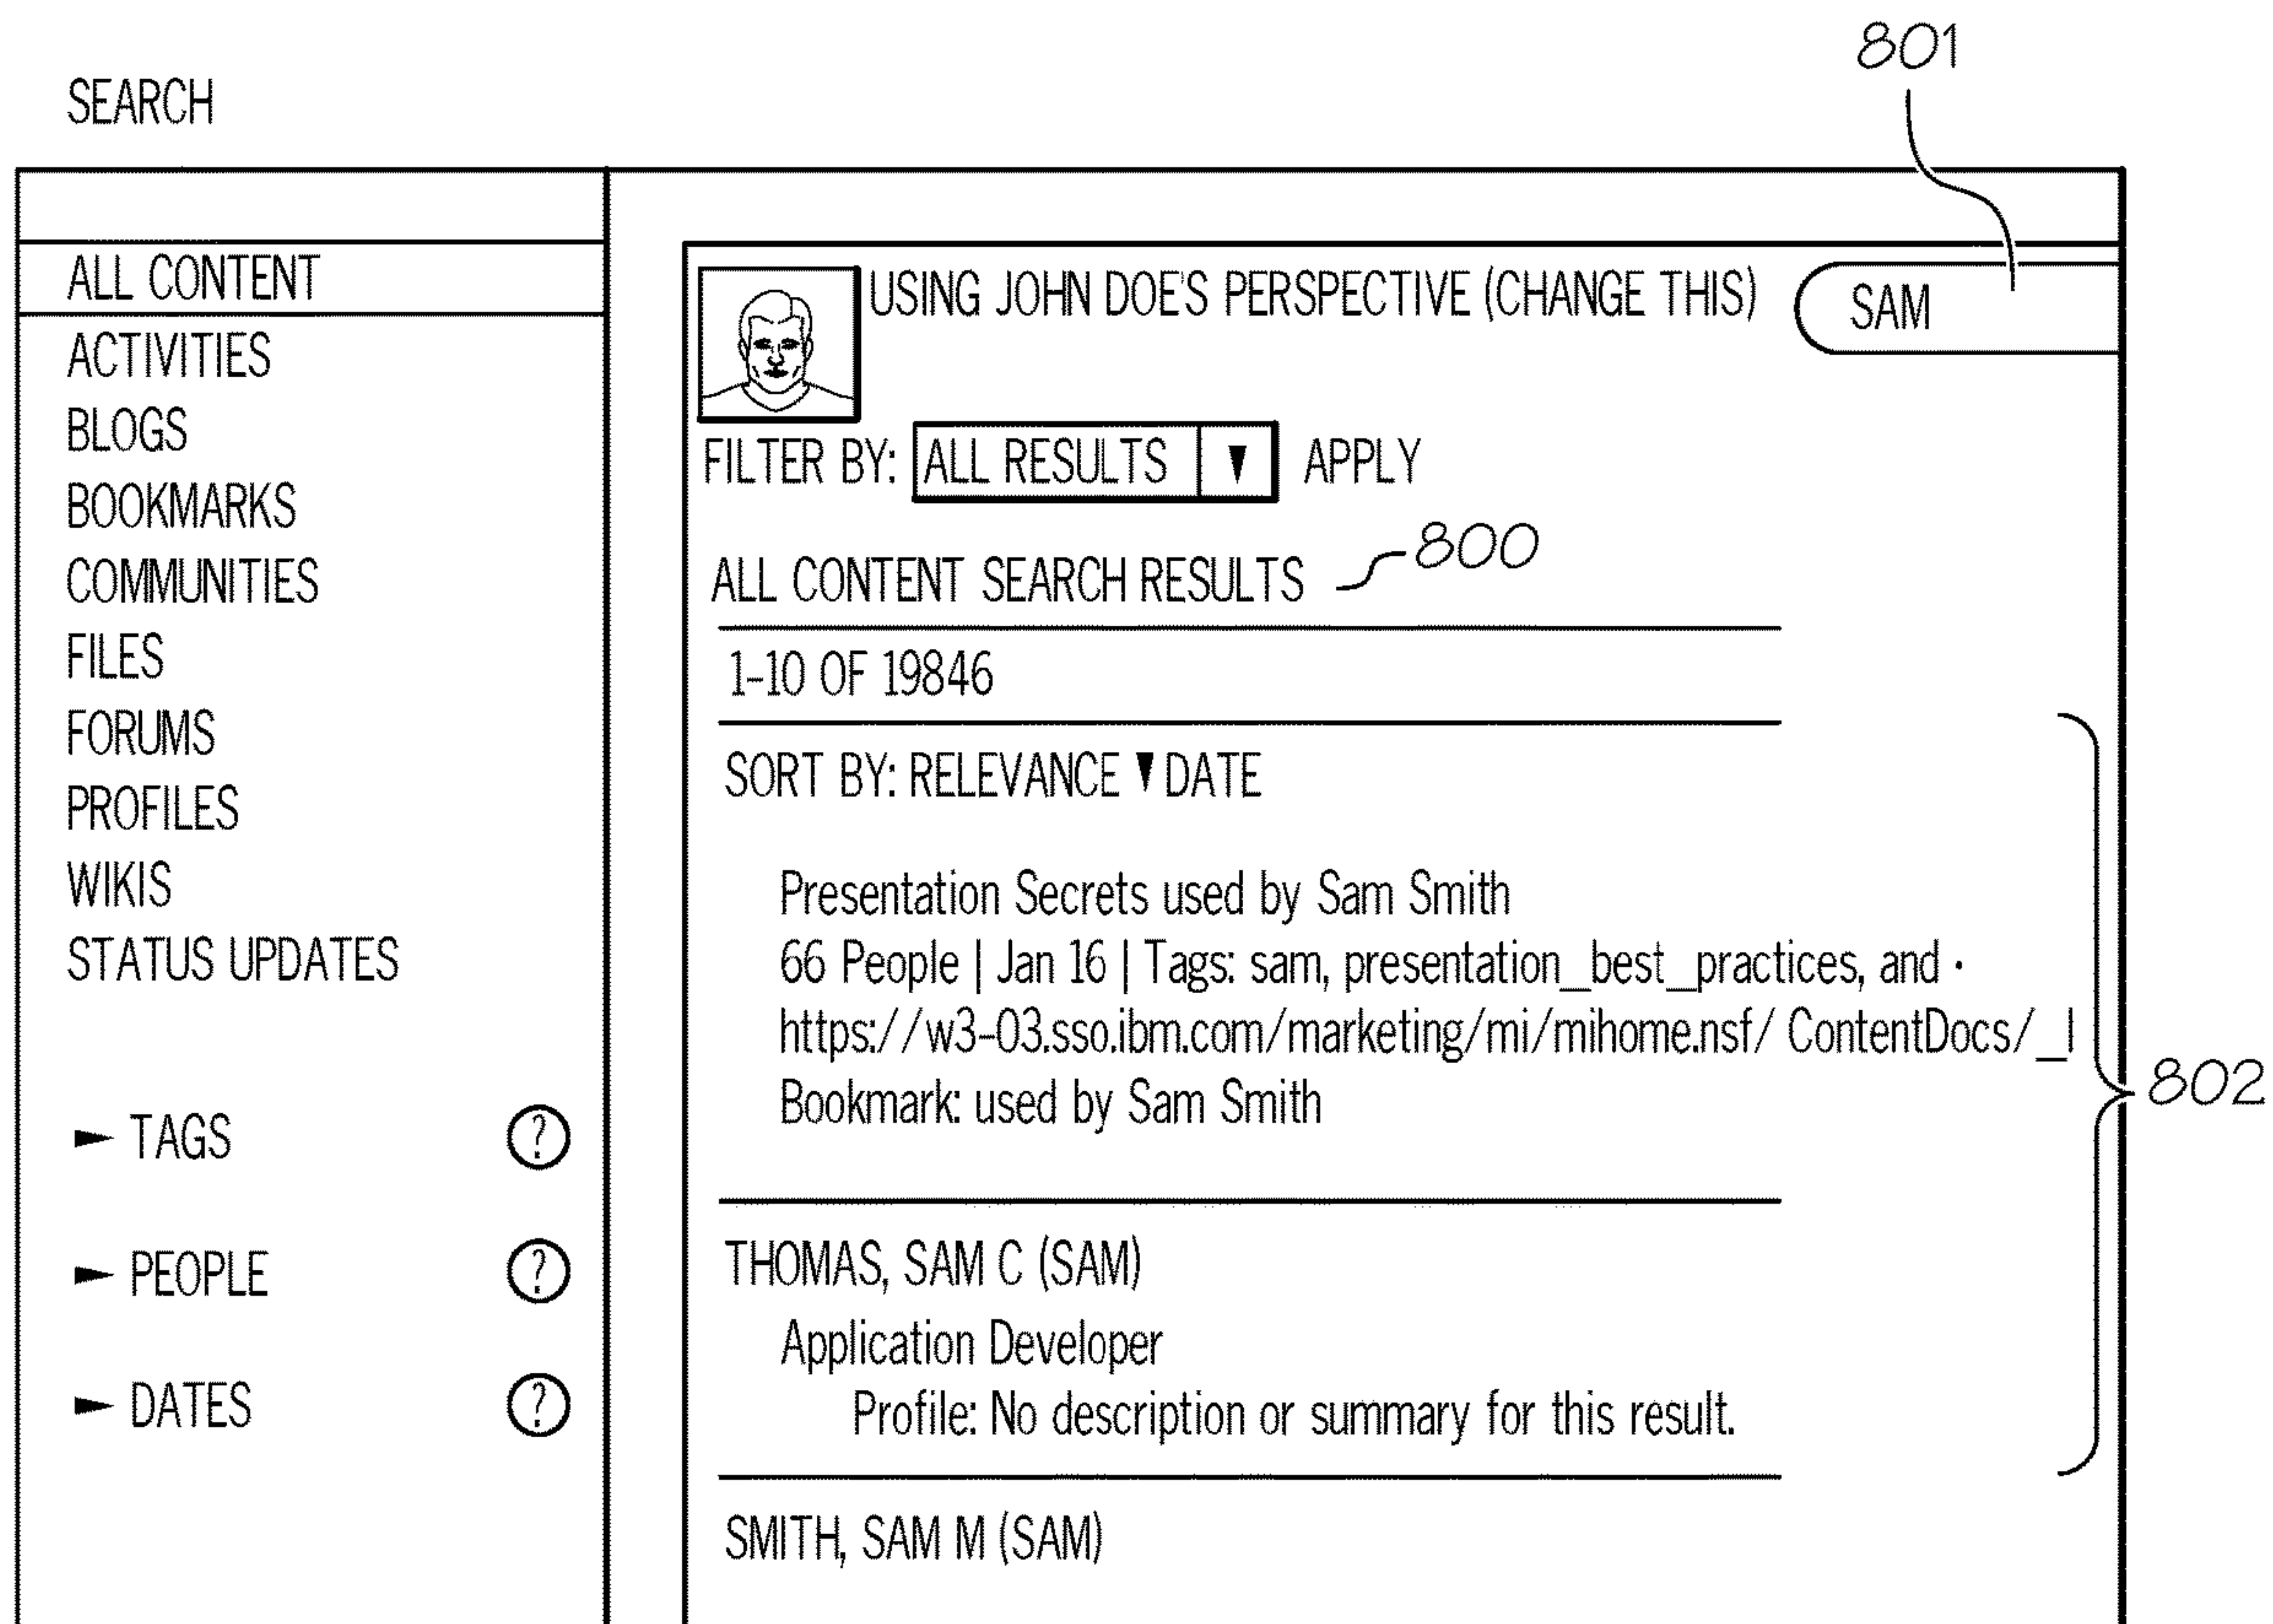 801
SEARCH
ALL CONTENT
ACTIVITIES
BLOGS
BOOKMARKS
COMMUNITIES
FILES
FORUMS
PROFILES
WIKIS
STATUS UPDATES
TAGS ?
PEOPLE ?
DATES ?
USING JOHN DOE'S PERSPECTIVE (CHANGE THIS)
SAM
FILTER BY: ALL RESULTS ▼ APPLY
ALL CONTENT SEARCH RESULTS 800
1-10 OF 19846
SORT BY: RELEVANCE ▼ DATE
Presentation Secrets used by Sam Smith
66 People | Jan 16 | Tags: sam, presentation_best_practices, and ·
https://w3-03.sso.ibm.com/marketing/mi/mihome.nsf/ ContentDocs/_l
Bookmark: used by Sam Smith
802
THOMAS, SAM C (SAM)
Application Developer
Profile: No description or summary for this result.
SMITH, SAM M (SAM)